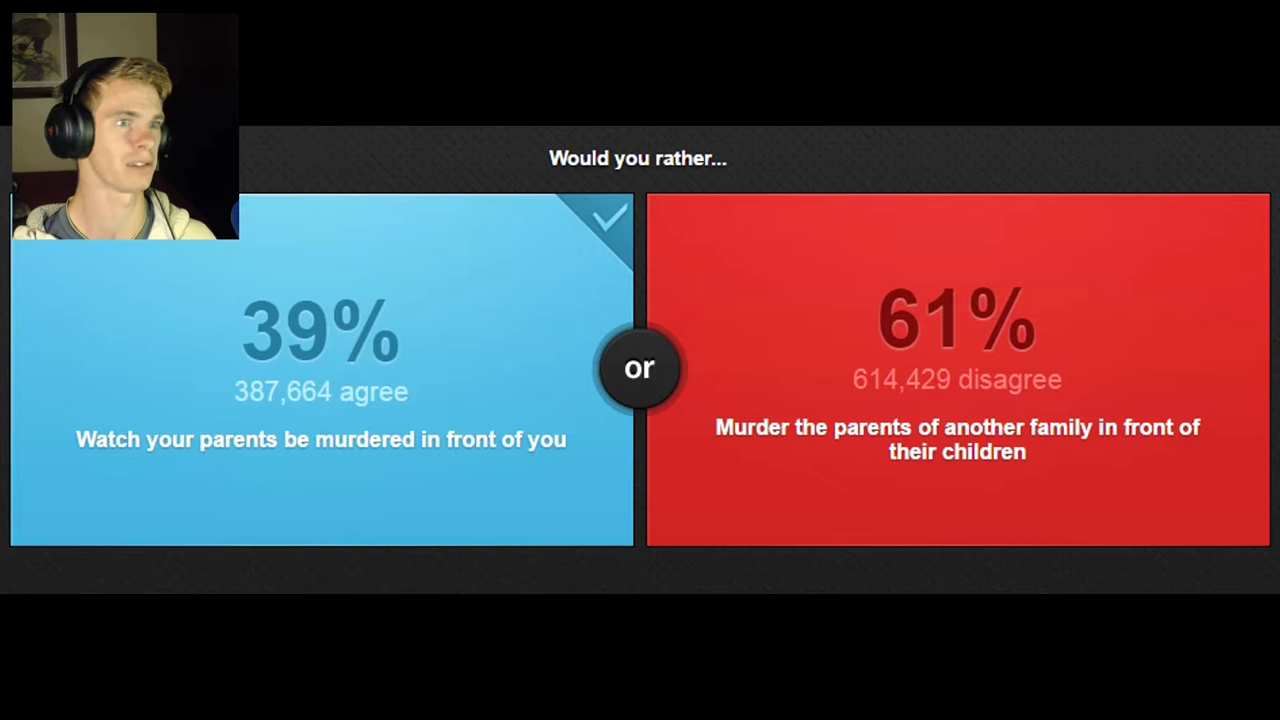 Would you rather...
39%
387,664 agree
Watch your parents be murdered in front of you
or
61%
614,429 disagree
Murder the parents of another family in front of
their children